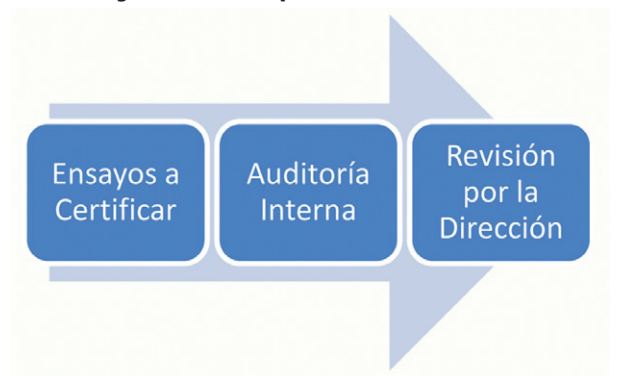 Ensayos a
Certificar
Auditoría
Interna
Revisión
por la
Dirección